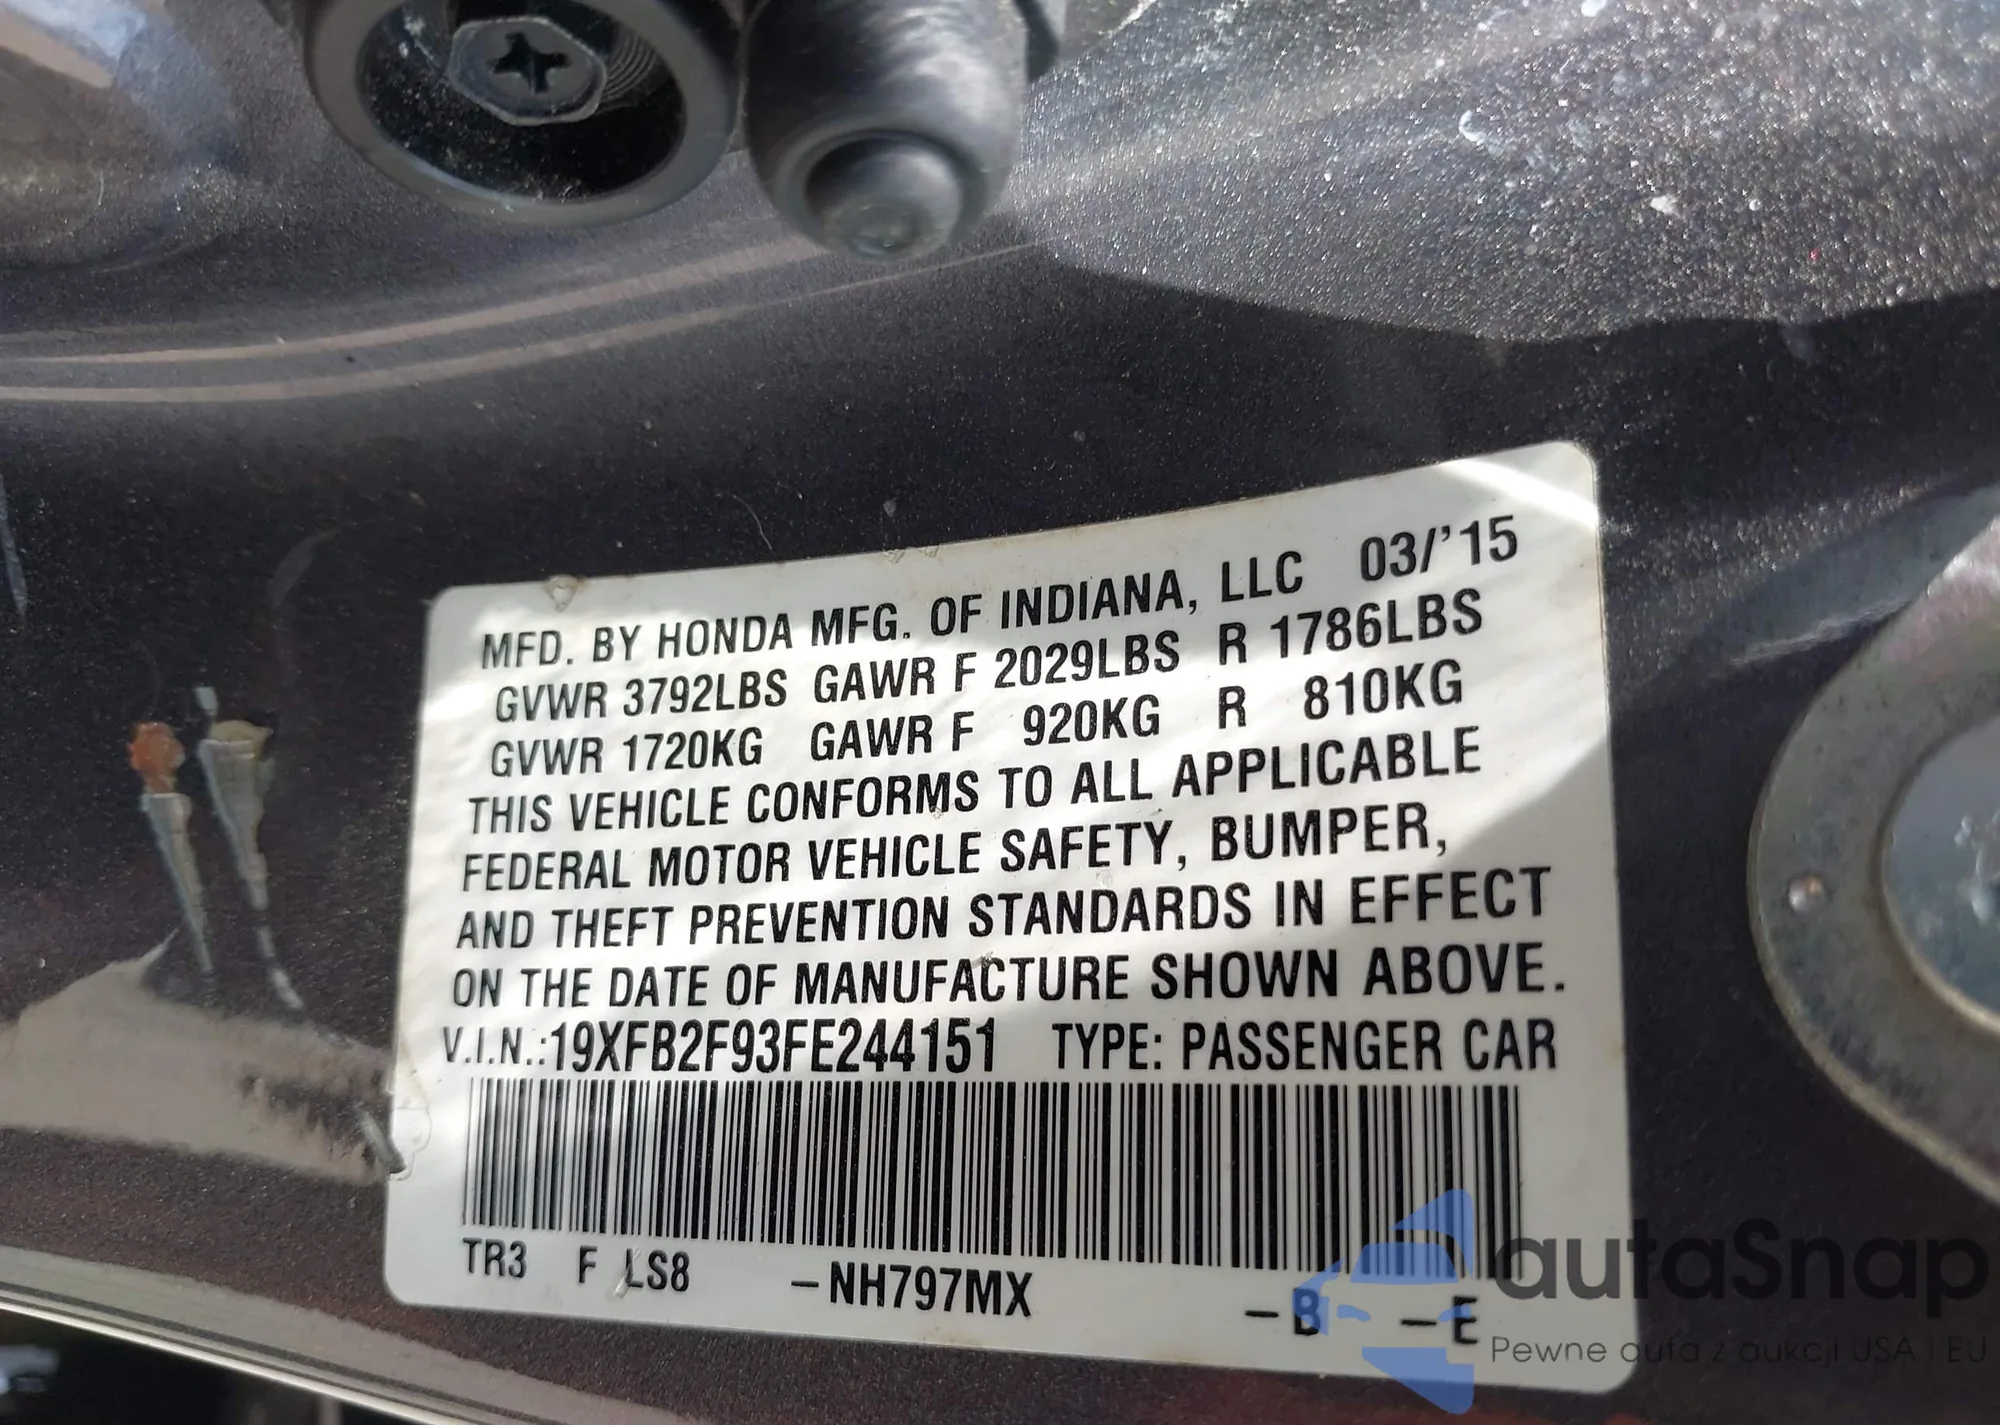 MFD. BY HONDA MFG. OF INDIANA, LLC 03/'15
GVWR 3792LBS GAWR F 2029LBS R 1786LBS
GVWR 1720KG GAWR F 920KG R 810KG
THIS VEHICLE CONFORMS TO ALL APPLICABLE
FEDERAL MOTOR VEHICLE SAFETY, BUMPER,
AND THEFT PREVENTION STANDARDS IN EFFECT
ON THE DATE OF MANUFACTURE SHOWN ABOVE.
V.I.N.:19XFB2F93FE244151 TYPE: PASSENGER CAR
TR3 F LS8 –NH797MX –B –E
autaSnap
Pewne auta z aukcji USA i EU